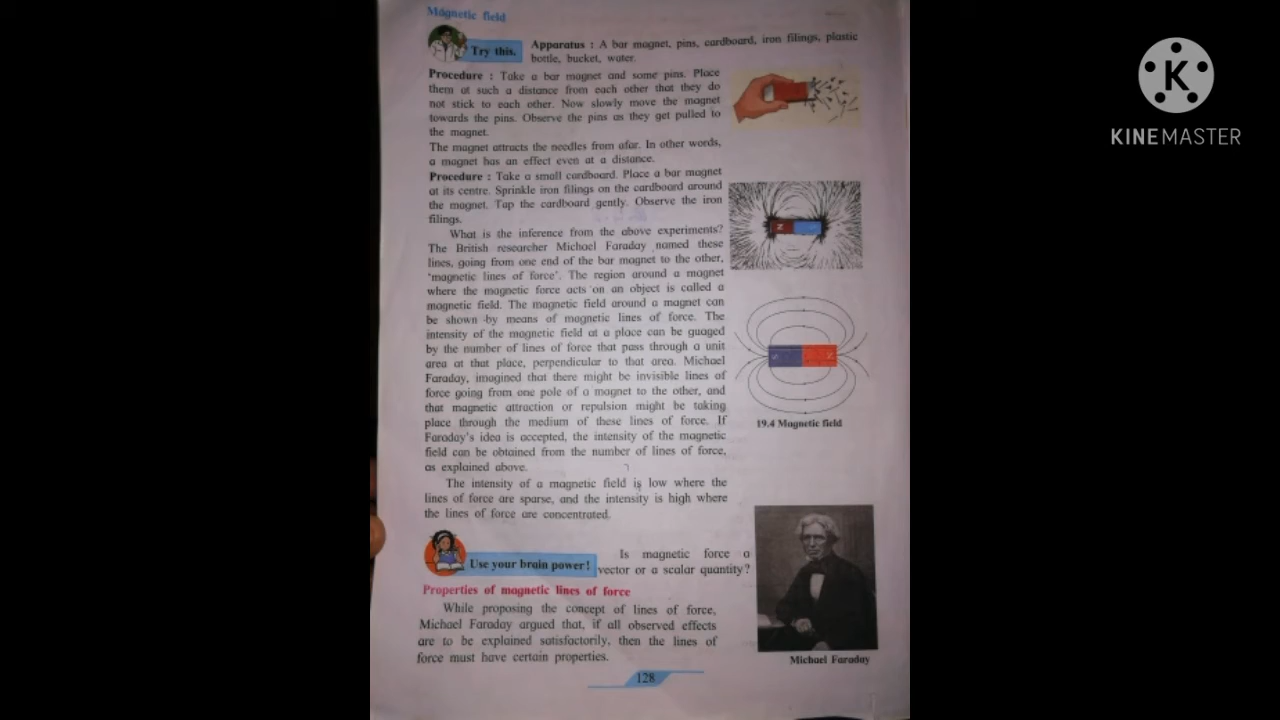 Magnetic field
Try this.
Apparatus : A bar magnet, pins, cardboard, iron filings, plastic
bottle, bucket, water.
Procedure : Take a bar magnet and some pins. Place
them at such a distance from each other that they do
not stick to each other. Now slowly move the magnet
towards the pins. Observe the pins as they get pulled to
the magnet.
The magnet attracts the needles from afar. In other words,
a magnet has an effect even at a distance.
Procedure : Take a small cardboard. Place a bar magnet
at its centre. Sprinkle iron filings on the cardboard around
the magnet. Tap the cardboard gently. Observe the iron
filings.
What is the inference from the above experiments?
The British researcher Michael Faraday named these
lines, going from one end of the bar magnet to the other,
'magnetic lines of force'. The region around a magnet
where the magnetic force acts on an object is called a
magnetic field. The magnetic field around a magnet can
be shown by means of magnetic lines of force. The
intensity of the magnetic field at a place can be guaged
by the number of lines of force that pass through a unit
area at that place, perpendicular to that area. Michael
Faraday, imagined that there might be invisible lines of
force going from one pole of a magnet to the other, and
that magnetic attraction or repulsion might be taking
place through the medium of these lines of force. If
Faraday's idea is accepted, the intensity of the magnetic
field can be obtained from the number of lines of force,
as explained above.
The intensity of a magnetic field is low where the
lines of force are sparse, and the intensity is high where
the lines of force are concentrated.
N
S N
19.4 Magnetic field
Use your brain power!
Is magnetic force a
vector or a scalar quantity?
Properties of magnetic lines of force
While proposing the concept of lines of force,
Michael Faraday argued that, if all observed effects
are to be explained satisfactorily, then the lines of
force must have certain properties.
Michael Faraday
128
K
KINEMASTER